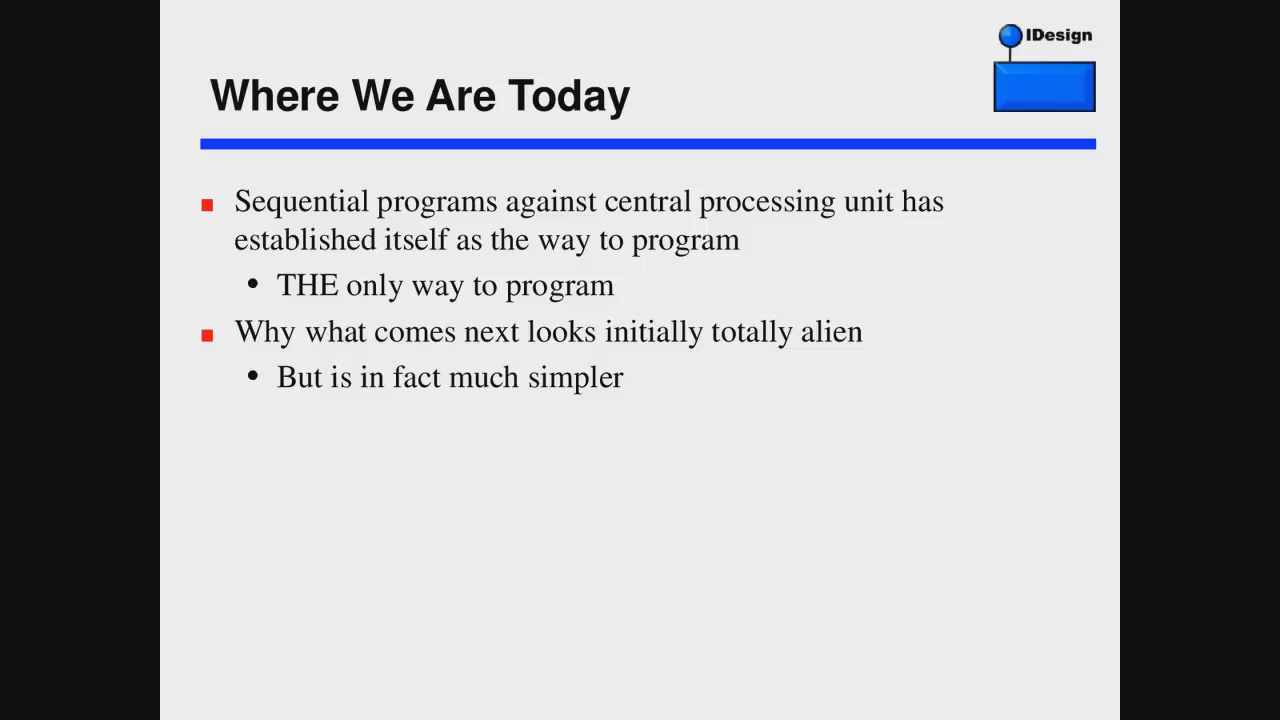 IDesign
Where We Are Today
Sequential programs against central processing unit has
established itself as the way to program
THE only way to program
Why what comes next looks initially totally alien
But is in fact much simpler